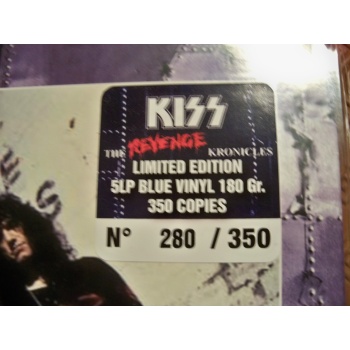 KISS
THE REVENGE KRONICLES
LIMITED EDITION
5LP BLUE VINYL 180 Gr.
350 COPIES
N° 280 / 350